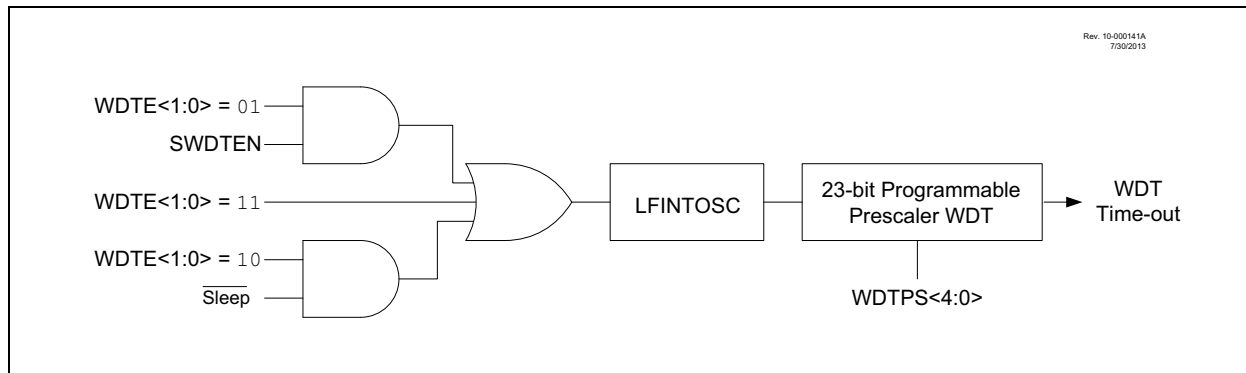 Rev. 10-000141A
7/30/2013
WDTE<1:0> = 01
SWDTEN
WDTE<1:0> = 11
WDTE<1:0> = 10
Sleep
LFINTOSC
23-bit Programmable
Prescaler WDT
WDT
Time-out
WDTPS<4:0>